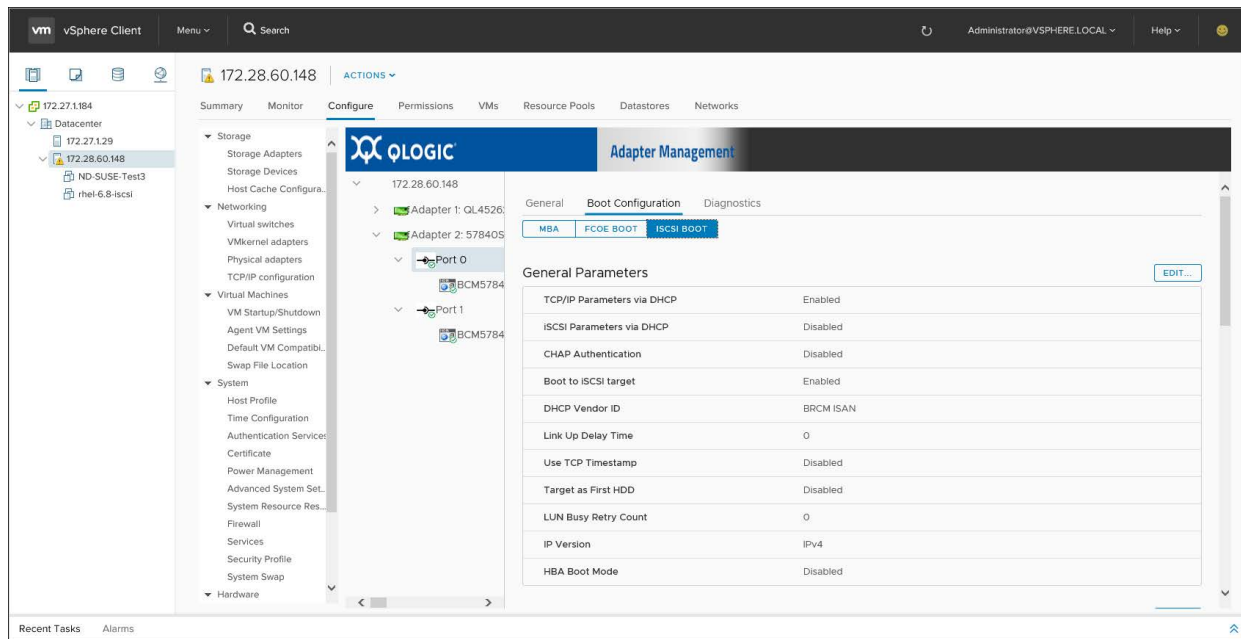 vm vSphere Client Menu Search Administrator@VSPHERE.LOCAL Help
172.28.60.148 ACTIONS
172.27.1.184
Datacenter
172.27.1.29
172.28.60.148
ND-SUSE-Test3
rhel-6.8-iscsi
Summary Monitor Configure Permissions VMs Resource Pools Datastores Networks
Storage
Storage Adapters
Storage Devices
Host Cache Configura..
Networking
Virtual switches
VMkernel adapters
Physical adapters
TCP/IP configuration
Virtual Machines
VM Startup/Shutdown
Agent VM Settings
Default VM Compatibi..
Swap File Location
System
Host Profile
Time Configuration
Authentication Services
Certificate
Power Management
Advanced System Set..
System Resource Res..
Firewall
Services
Security Profile
System Swap
Hardware
QLOGIC Adapter Management
172.28.60.148
Adapter 1: QL4526
Adapter 2: 57840S
Port 0
BCM5784
Port 1
BCM5784
General Boot Configuration Diagnostics
MBA FCOE BOOT ISCSI BOOT
General Parameters EDIT...
TCP/IP Parameters via DHCP Enabled
iSCSI Parameters via DHCP Disabled
CHAP Authentication Disabled
Boot to iSCSI target Enabled
DHCP Vendor ID BRCM ISAN
Link Up Delay Time 0
Use TCP Timestamp Disabled
Target as First HDD Disabled
LUN Busy Retry Count 0
IP Version IPv4
HBA Boot Mode Disabled
Recent Tasks Alarms